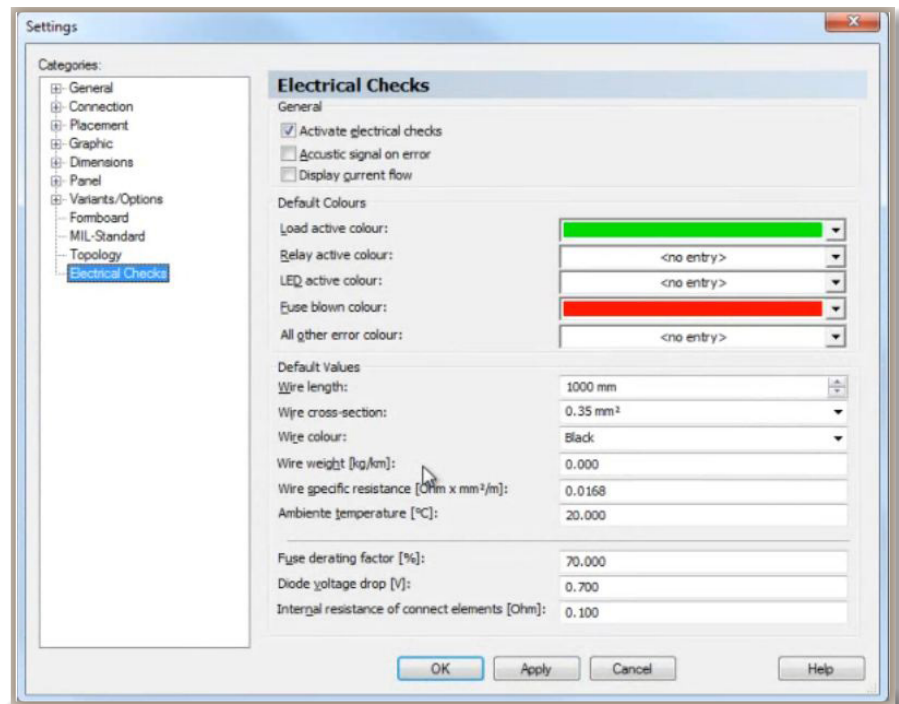 Settings
Categories:
General
Connection
Placement
Graphic
Dimensions
Panel
Variants/Options
Formboard
MIL-Standard
Topology
Electrical Checks
Electrical Checks
General
Activate electrical checks
Accustic signal on error
Display current flow
Default Colours
Load active colour:
Relay active colour: <no entry>
LED active colour: <no entry>
Fuse blown colour:
All other error colour: <no entry>
Default Values
Wire length: 1000 mm
Wire cross-section: 0.35 mm²
Wire colour: Black
Wire weight [kg/km]: 0.000
Wire specific resistance [Ohm x mm²/m]: 0.0168
Ambiente temperature [°C]: 20.000
Fuse derating factor [%]: 70.000
Diode voltage drop [V]: 0.700
Internal resistance of connect elements [Ohm]: 0.100
OK Apply Cancel Help